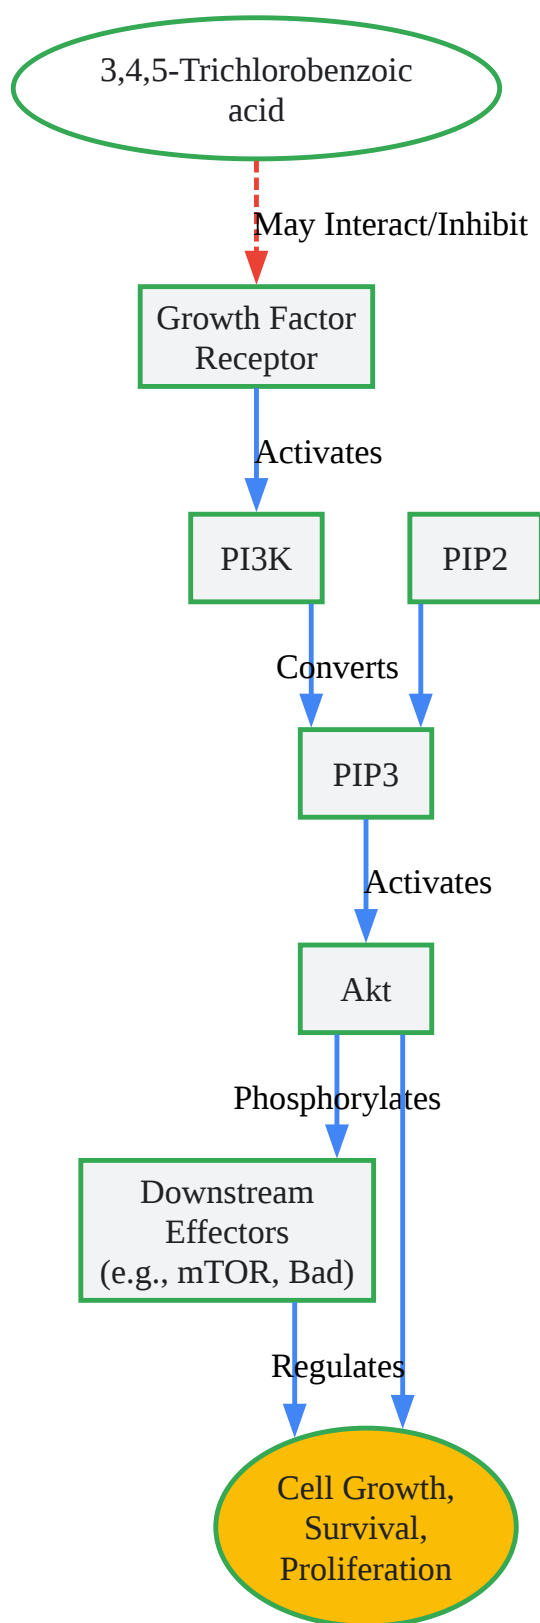 3,4,5-Trichlorobenzoic
acid
May Interact/Inhibit
Growth Factor
Receptor
Activates
PI3K
PIP2
Converts
PIP3
Activates
Akt
Phosphorylates
Downstream
Effectors
(e.g., mTOR, Bad)
Regulates
Cell Growth,
Survival,
Proliferation